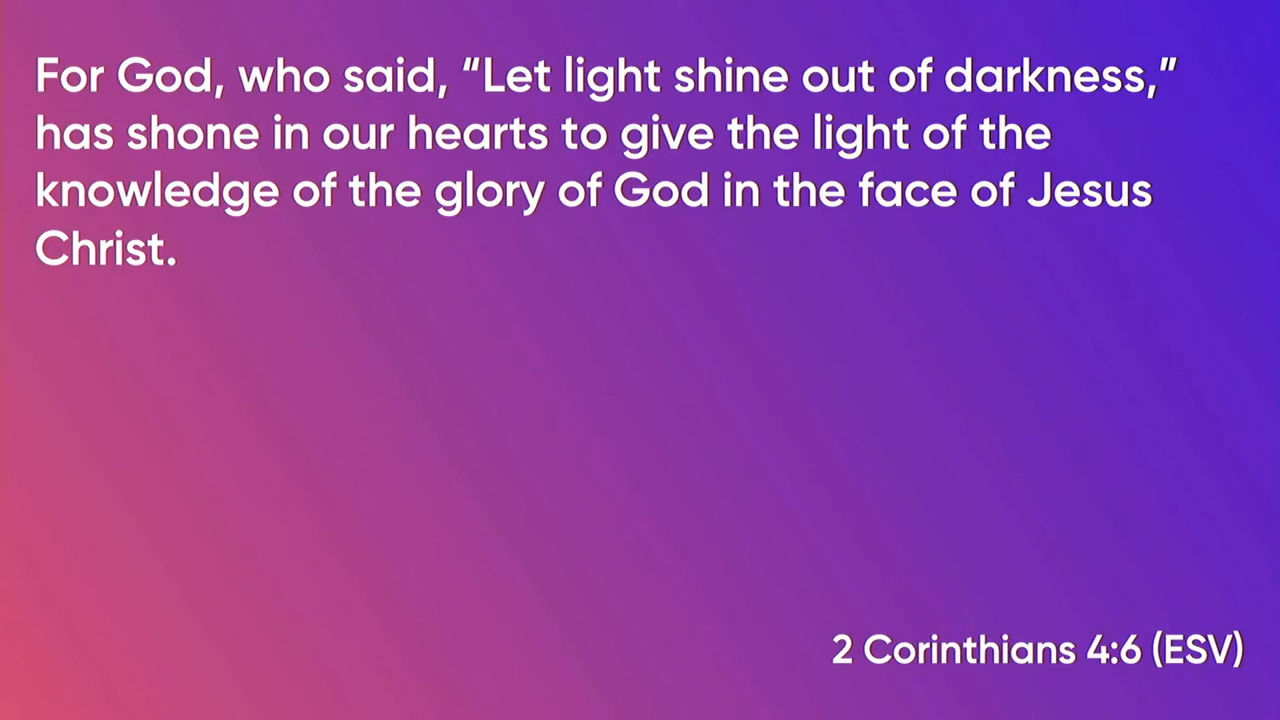 For God, who said, “Let light shine out of darkness,”
has shone in our hearts to give the light of the
knowledge of the glory of God in the face of Jesus
Christ.
2 Corinthians 4:6 (ESV)